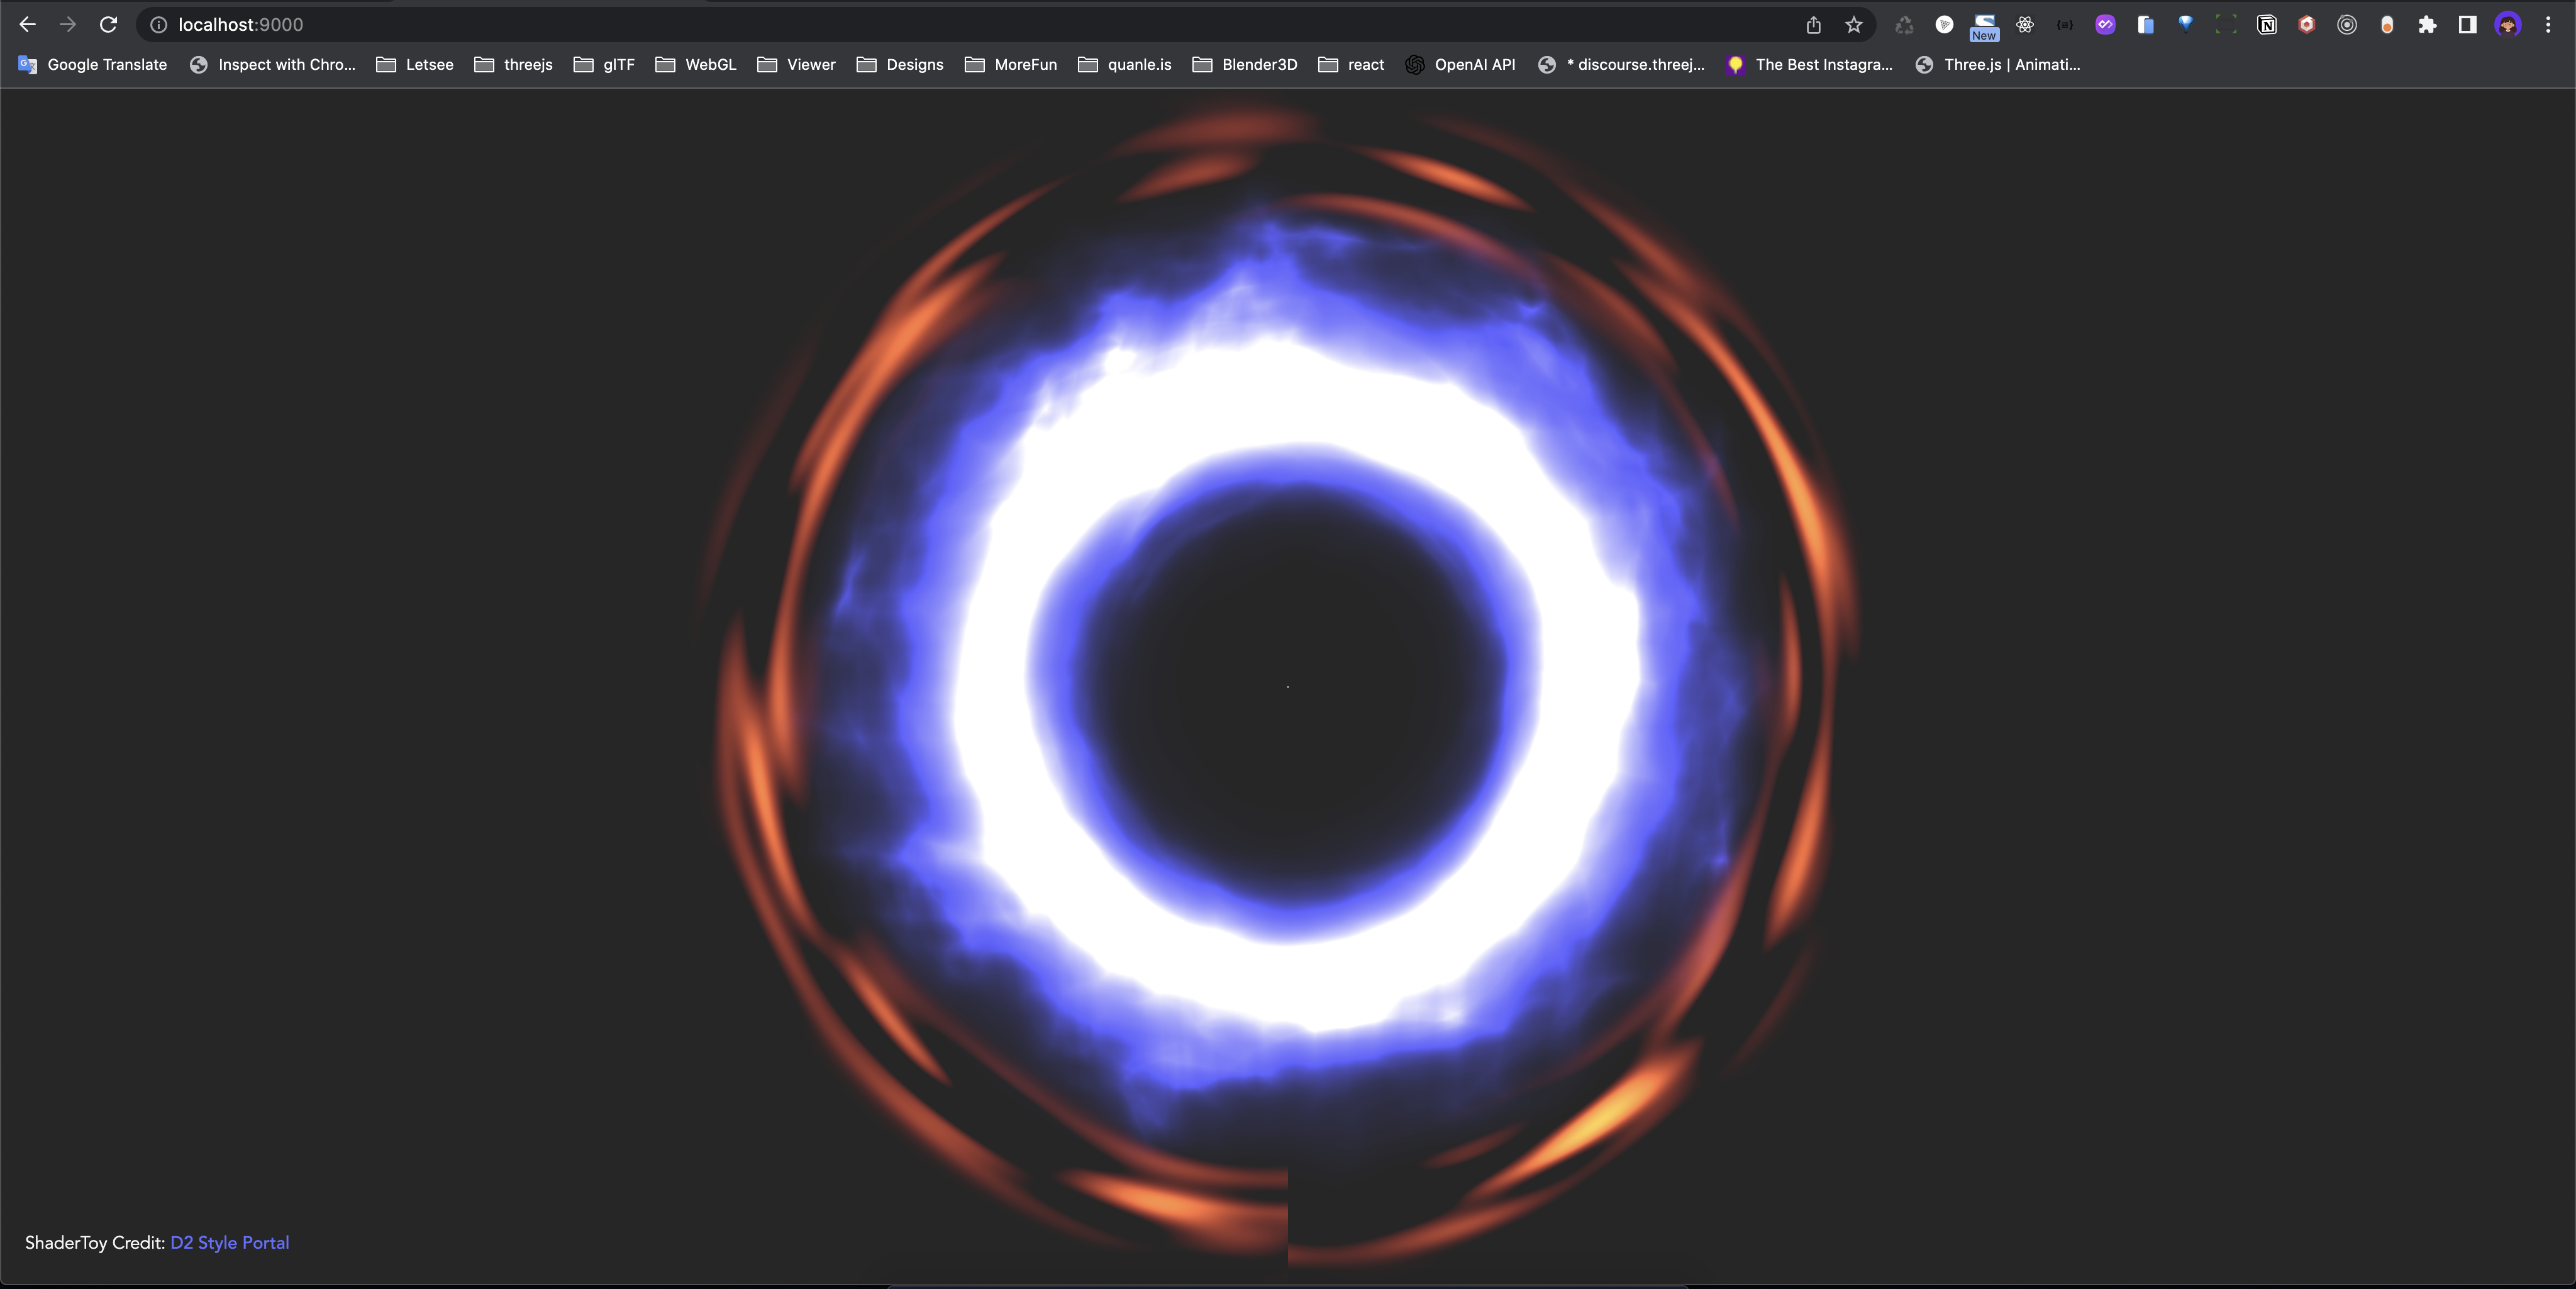 localhost:9000
New
Google Translate Inspect with Chro... Letsee threejs glTF WebGL Viewer Designs MoreFun quanle.is Blender3D react OpenAI API * discourse.threej... The Best Instagra... Three.js | Animati...
ShaderToy Credit: D2 Style Portal